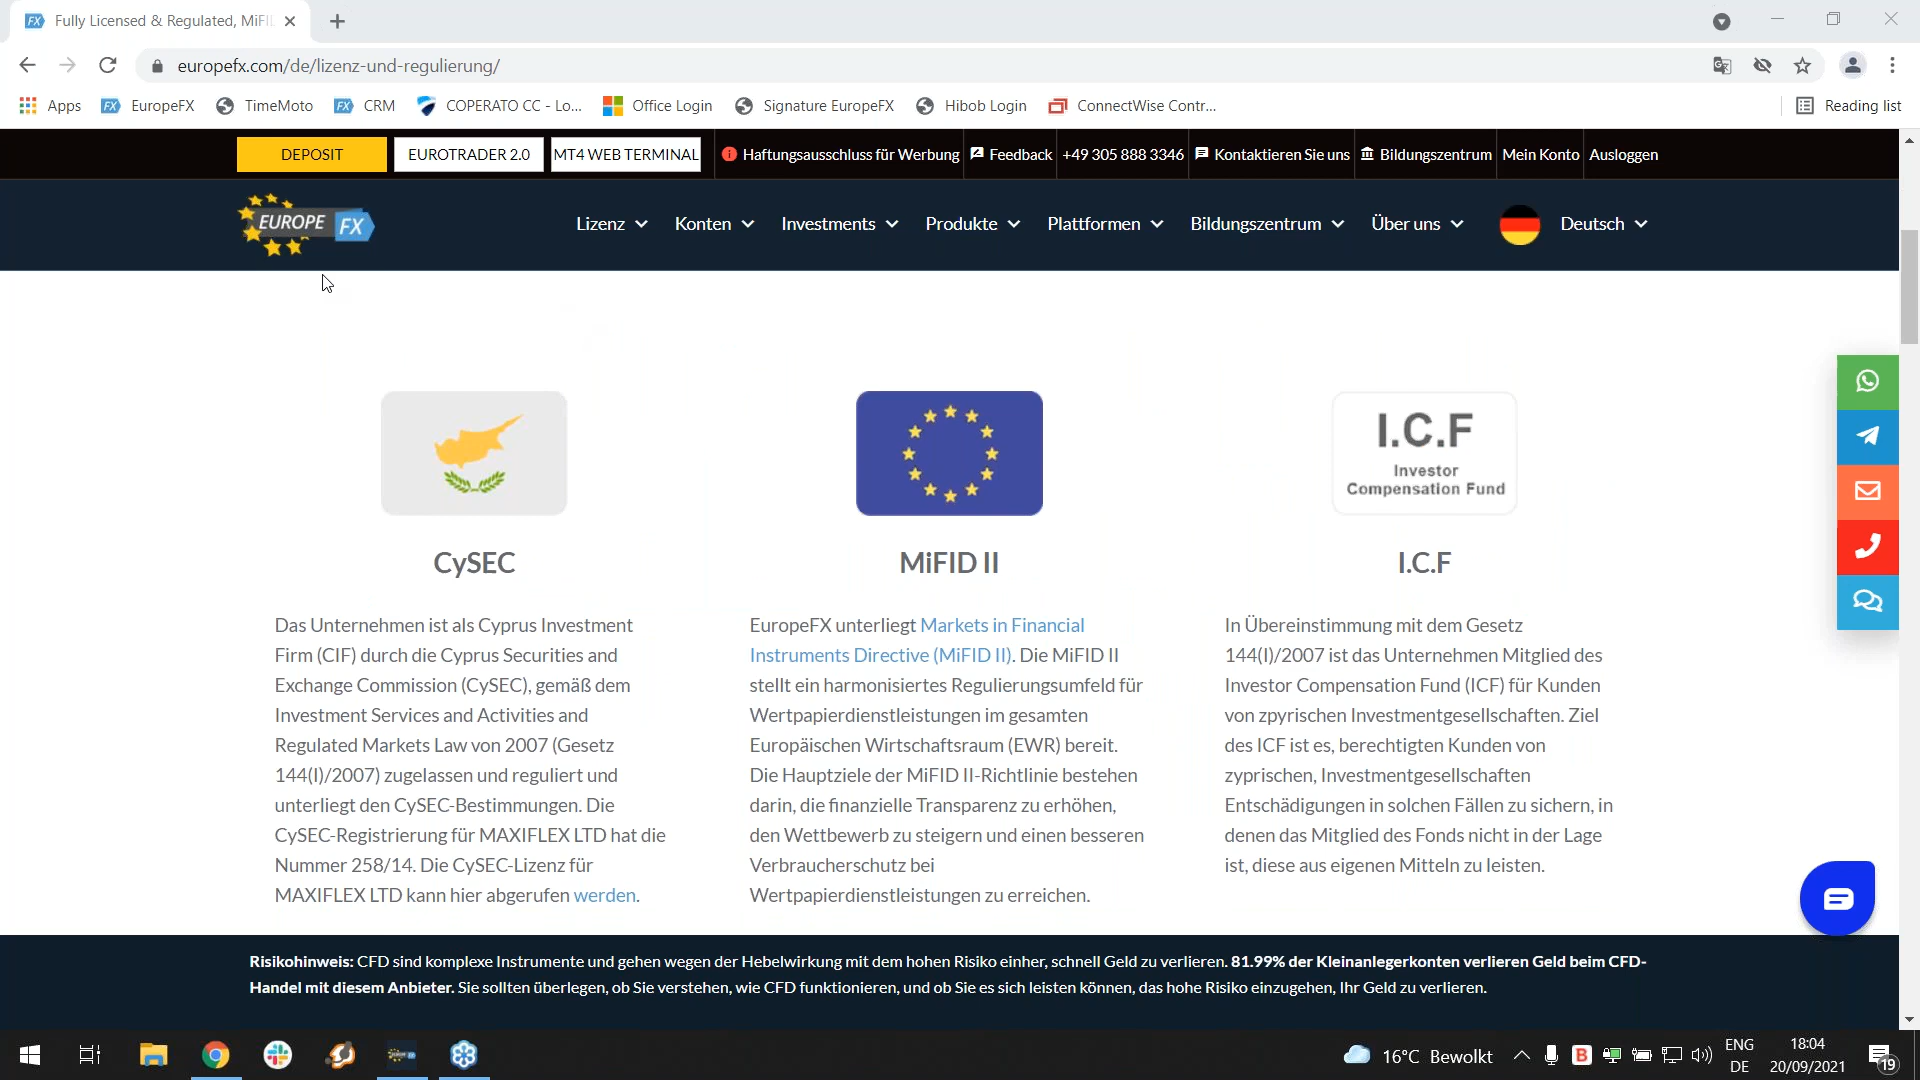 Fully Licensed & Regulated, MiFI
europefx.com/de/lizenz-und-regulierung/
Apps EuropeFX TimeMoto CRM COPERATO CC - Lo... Office Login Signature EuropeFX Hibob Login ConnectWise Contr... Reading list
DEPOSIT EUROTRADER 2.0 MT4 WEB TERMINAL Haftungsausschluss für Werbung Feedback +49 305 888 3346 Kontaktieren Sie uns Bildungszentrum Mein Konto Ausloggen
EUROPE FX Lizenz Konten Investments Produkte Plattformen Bildungszentrum Über uns Deutsch
I.C.F
Investor
Compensation Fund
CySEC
Das Unternehmen ist als Cyprus Investment
Firm (CIF) durch die Cyprus Securities and
Exchange Commission (CySEC), gemäß dem
Investment Services and Activities and
Regulated Markets Law von 2007 (Gesetz
144(I)/2007) zugelassen und reguliert und
unterliegt den CySEC-Bestimmungen. Die
CySEC-Registrierung für MAXIFLEX LTD hat die
Nummer 258/14. Die CySEC-Lizenz für
MAXIFLEX LTD kann hier abgerufen werden.
MiFID II
EuropeFX unterliegt Markets in Financial
Instruments Directive (MiFID II). Die MiFID II
stellt ein harmonisiertes Regulierungsumfeld für
Wertpapierdienstleistungen im gesamten
Europäischen Wirtschaftsraum (EWR) bereit.
Die Hauptziele der MiFID II-Richtlinie bestehen
darin, die finanzielle Transparenz zu erhöhen,
den Wettbewerb zu steigern und einen besseren
Verbraucherschutz bei
Wertpapierdienstleistungen zu erreichen.
I.C.F
In Übereinstimmung mit dem Gesetz
144(I)/2007 ist das Unternehmen Mitglied des
Investor Compensation Fund (ICF) für Kunden
von zpyrischen Investmentgesellschaften. Ziel
des ICF ist es, berechtigten Kunden von
zyprischen, Investmentgesellschaften
Entschädigungen in solchen Fällen zu sichern, in
denen das Mitglied des Fonds nicht in der Lage
ist, diese aus eigenen Mitteln zu leisten.
Risikohinweis: CFD sind komplexe Instrumente und gehen wegen der Hebelwirkung mit dem hohen Risiko einher, schnell Geld zu verlieren. 81.99% der Kleinanlegerkonten verlieren Geld beim CFD-
Handel mit diesem Anbieter. Sie sollten überlegen, ob Sie verstehen, wie CFD funktionieren, und ob Sie es sich leisten können, das hohe Risiko einzugehen, Ihr Geld zu verlieren.
16°C Bewolkt
ENG
DE
18:04
20/09/2021
19